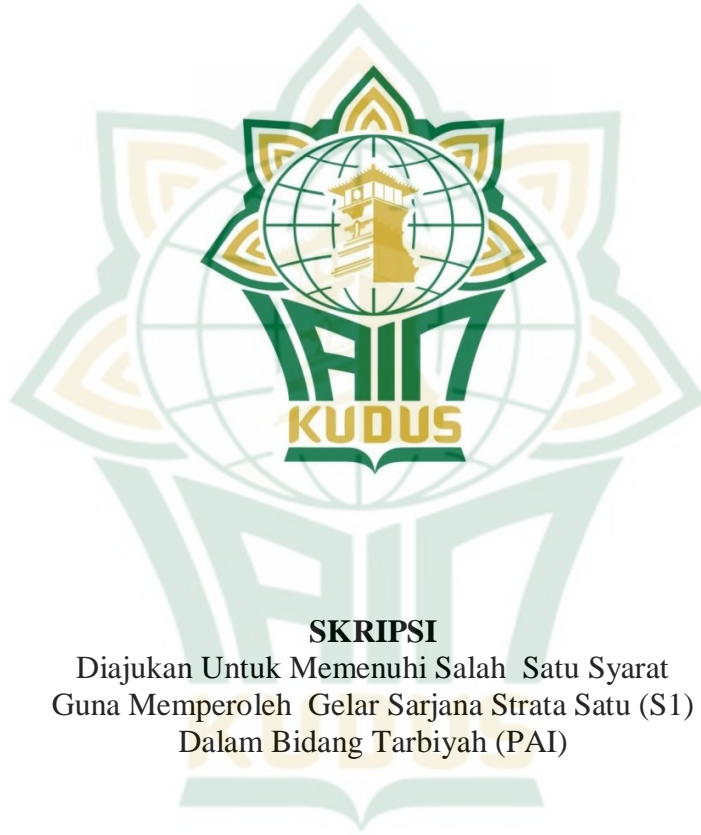 IAIN
KUDUS
SKRIPSI
Diajukan Untuk Memenuhi Salah Satu Syarat
Guna Memperoleh Gelar Sarjana Strata Satu (S1)
Dalam Bidang Tarbiyah (PAI)